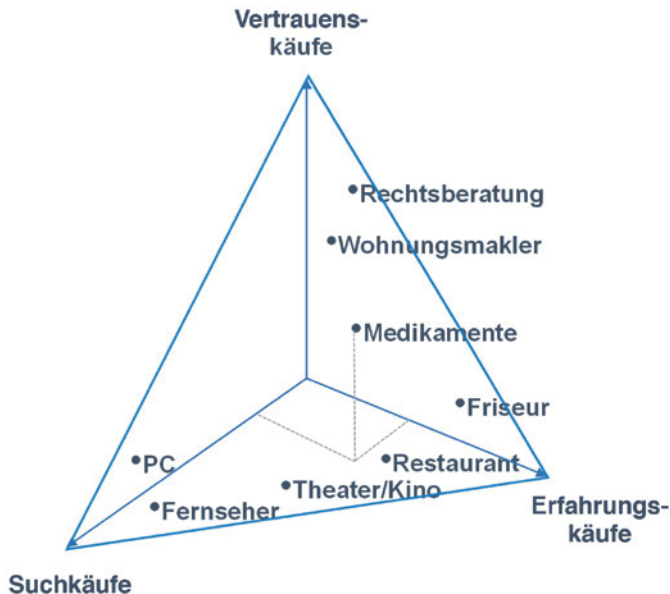 Vertrauens-
käufe
Rechtsberatung
Wohnungsmakler
Medikamente
Friseur
PC
Restaurant
Theater/Kino
Fernseher
Erfahrungs-
käufe
Suchkäufe